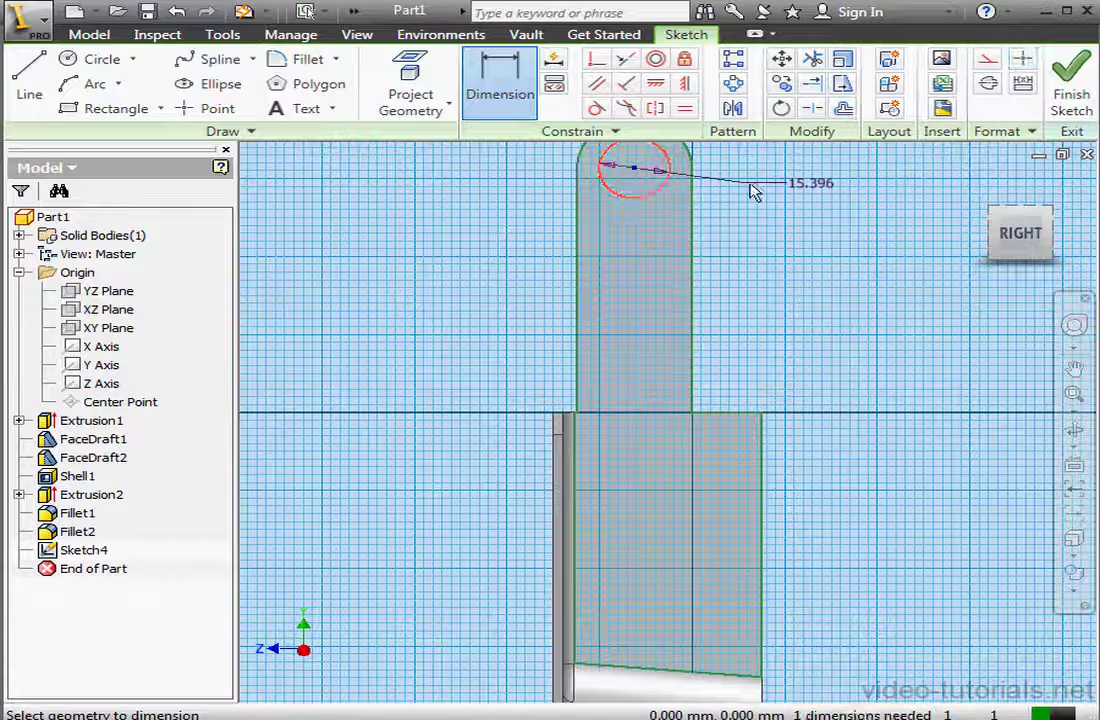 Part1
Type a keyword or phrase
Sign In
PRO
Model
Inspect
Tools
Manage
View
Environments
Vault
Get Started
Sketch
Line
Circle
Arc
Rectangle
Spline
Ellipse
Point
Fillet
Polygon
Text
Project Geometry
Dimension
Finish Sketch
Draw
Constrain
Pattern
Modify
Layout
Insert
Format
Exit
Model
Part1
Solid Bodies(1)
View: Master
Origin
YZ Plane
XZ Plane
XY Plane
X Axis
Y Axis
Z Axis
Center Point
Extrusion1
FaceDraft1
FaceDraft2
Shell1
Extrusion2
Fillet1
Fillet2
Sketch4
End of Part
15.396
RIGHT
Y
Z
video-tutorials.net
Select geometry to dimension
0.000 mm, 0.000 mm 1 dimensions needed 1 1